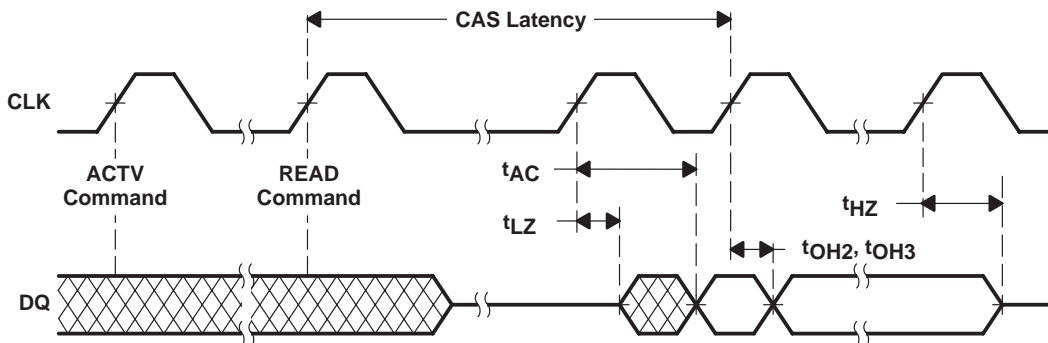 CAS Latency
CLK
ACTV
Command
READ
Command
tAC
tLZ
tHZ
tOH2, tOH3
DQ